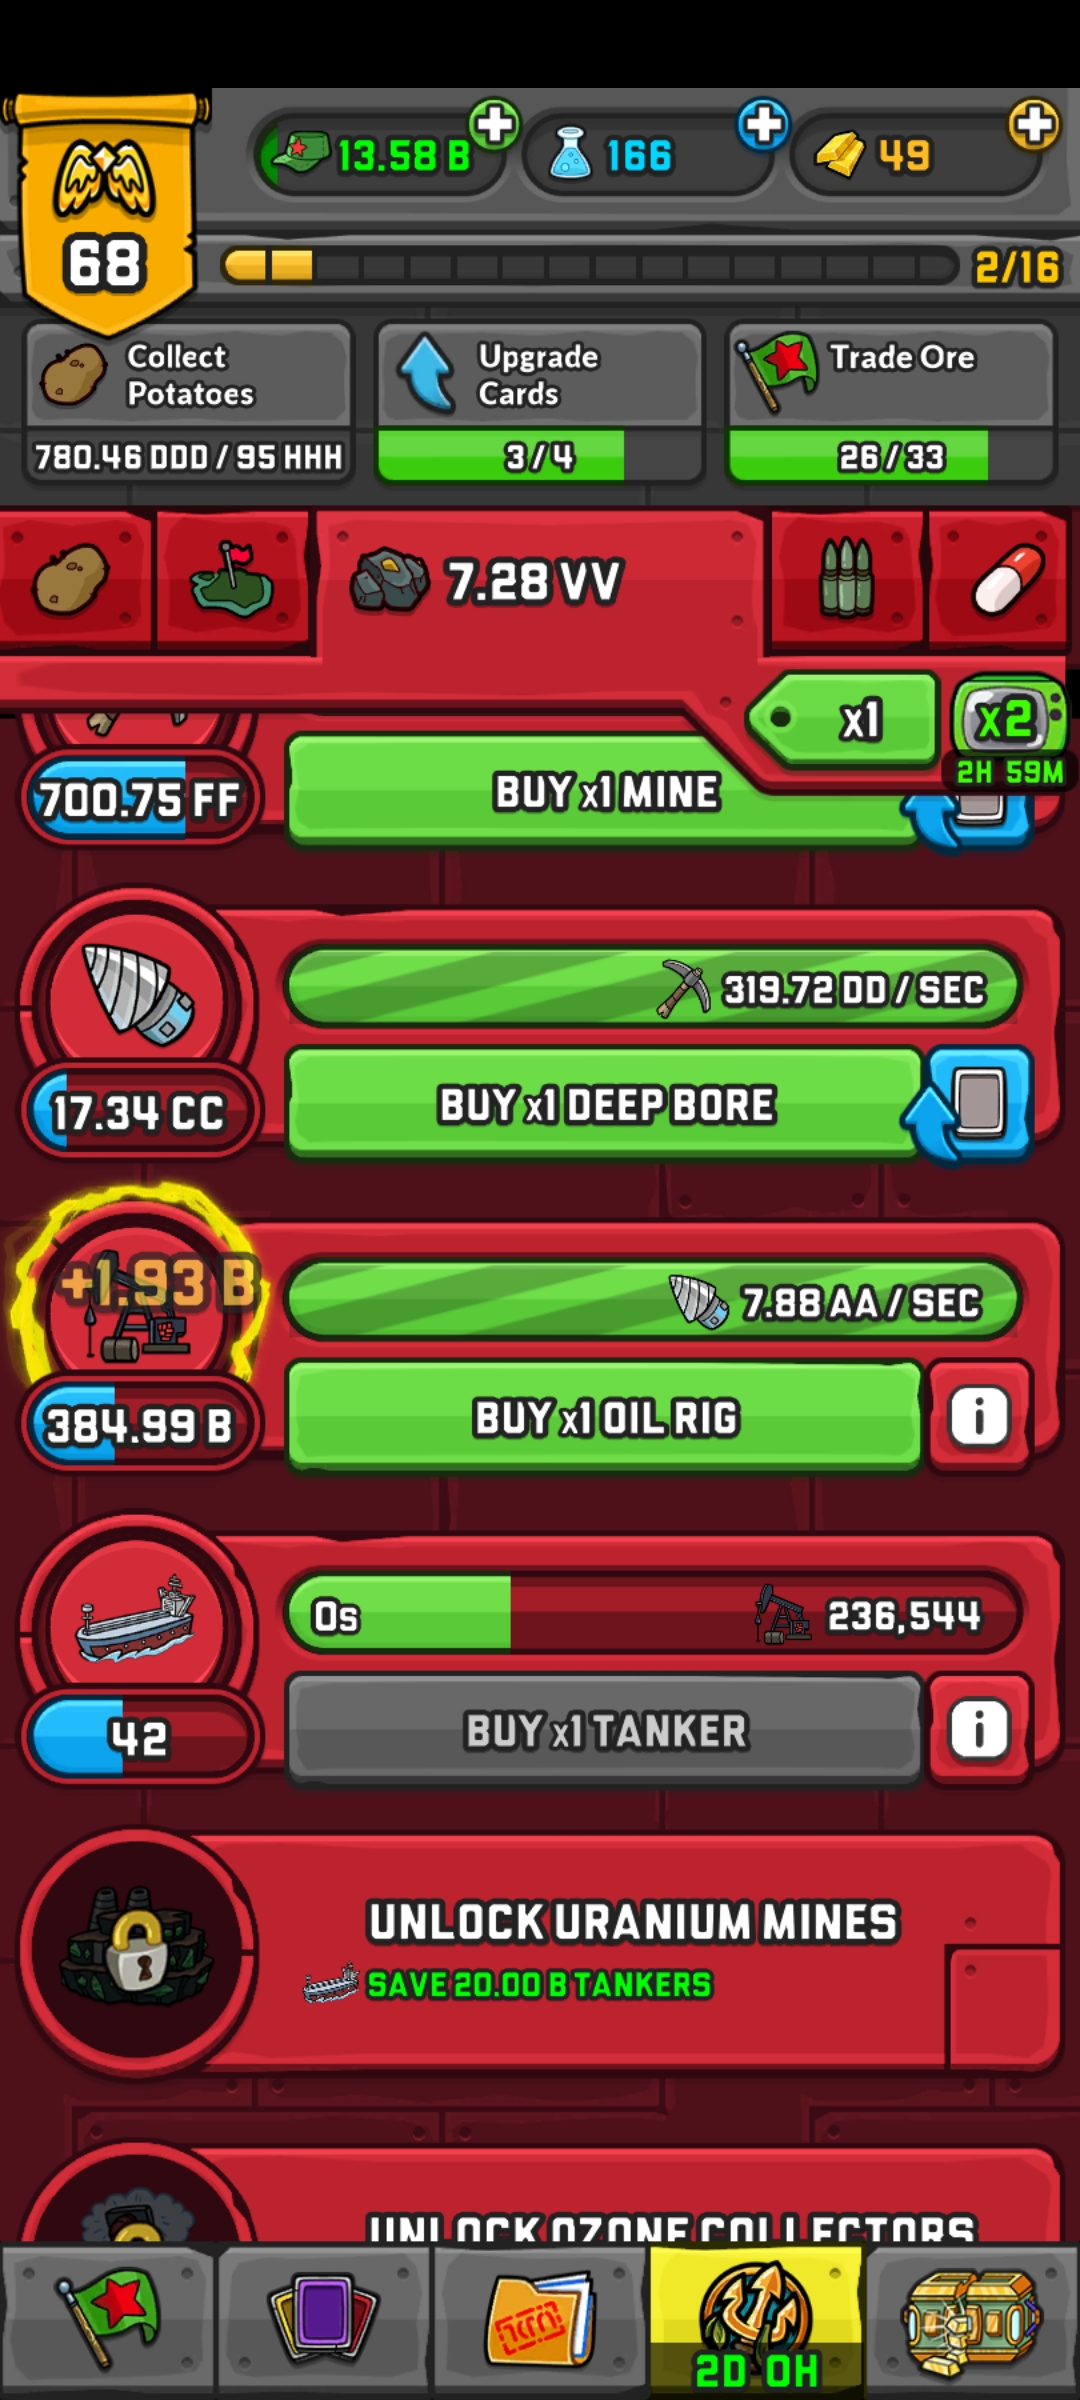 13.58 B
166
49
68
2/16
Collect
Potatoes
780.46 DDD / 95 HHH
Upgrade
Cards
3/4
Trade Ore
26/33
7.28 VV
x1
x2
2H 59M
700.75 FF
BUY x1 MINE
319.72 DD / SEC
17.34 CC
BUY x1 DEEP BORE
+1.93 B
7.88 AA / SEC
384.99 B
BUY x1 OIL RIG
i
0s
236,544
42
BUY x1 TANKER
i
UNLOCK URANIUM MINES
SAVE 20.00 B TANKERS
UNLOCK OZONE COLLECTORS
2D 0H